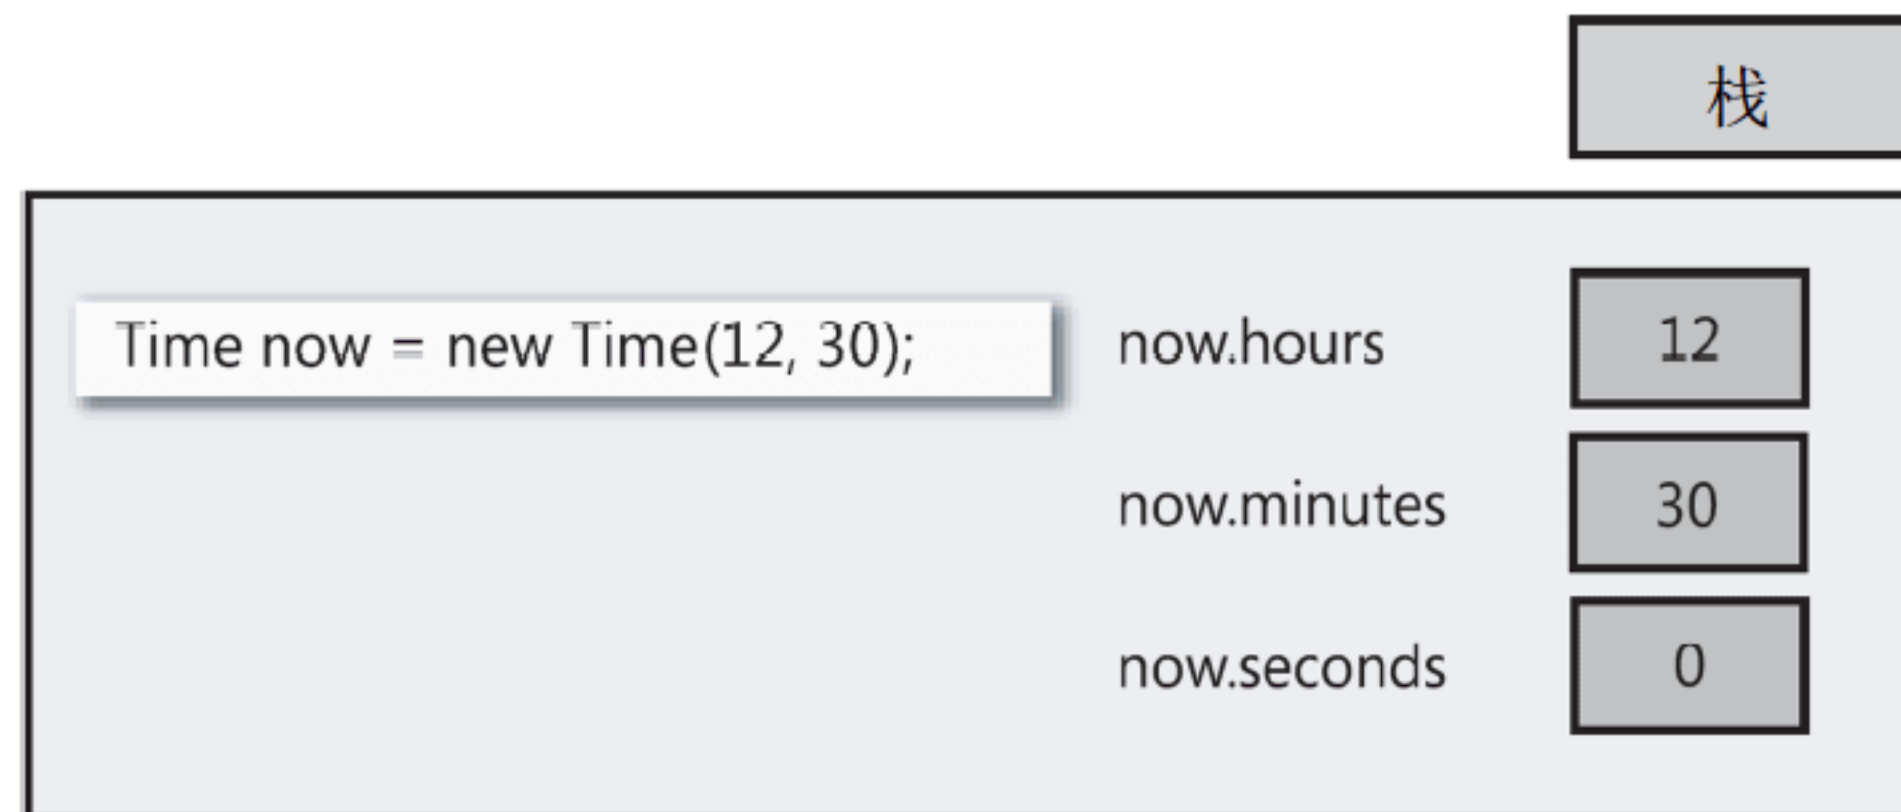 栈
Time now = new Time(12, 30);
now.hours
12
now.minutes
30
now.seconds
0